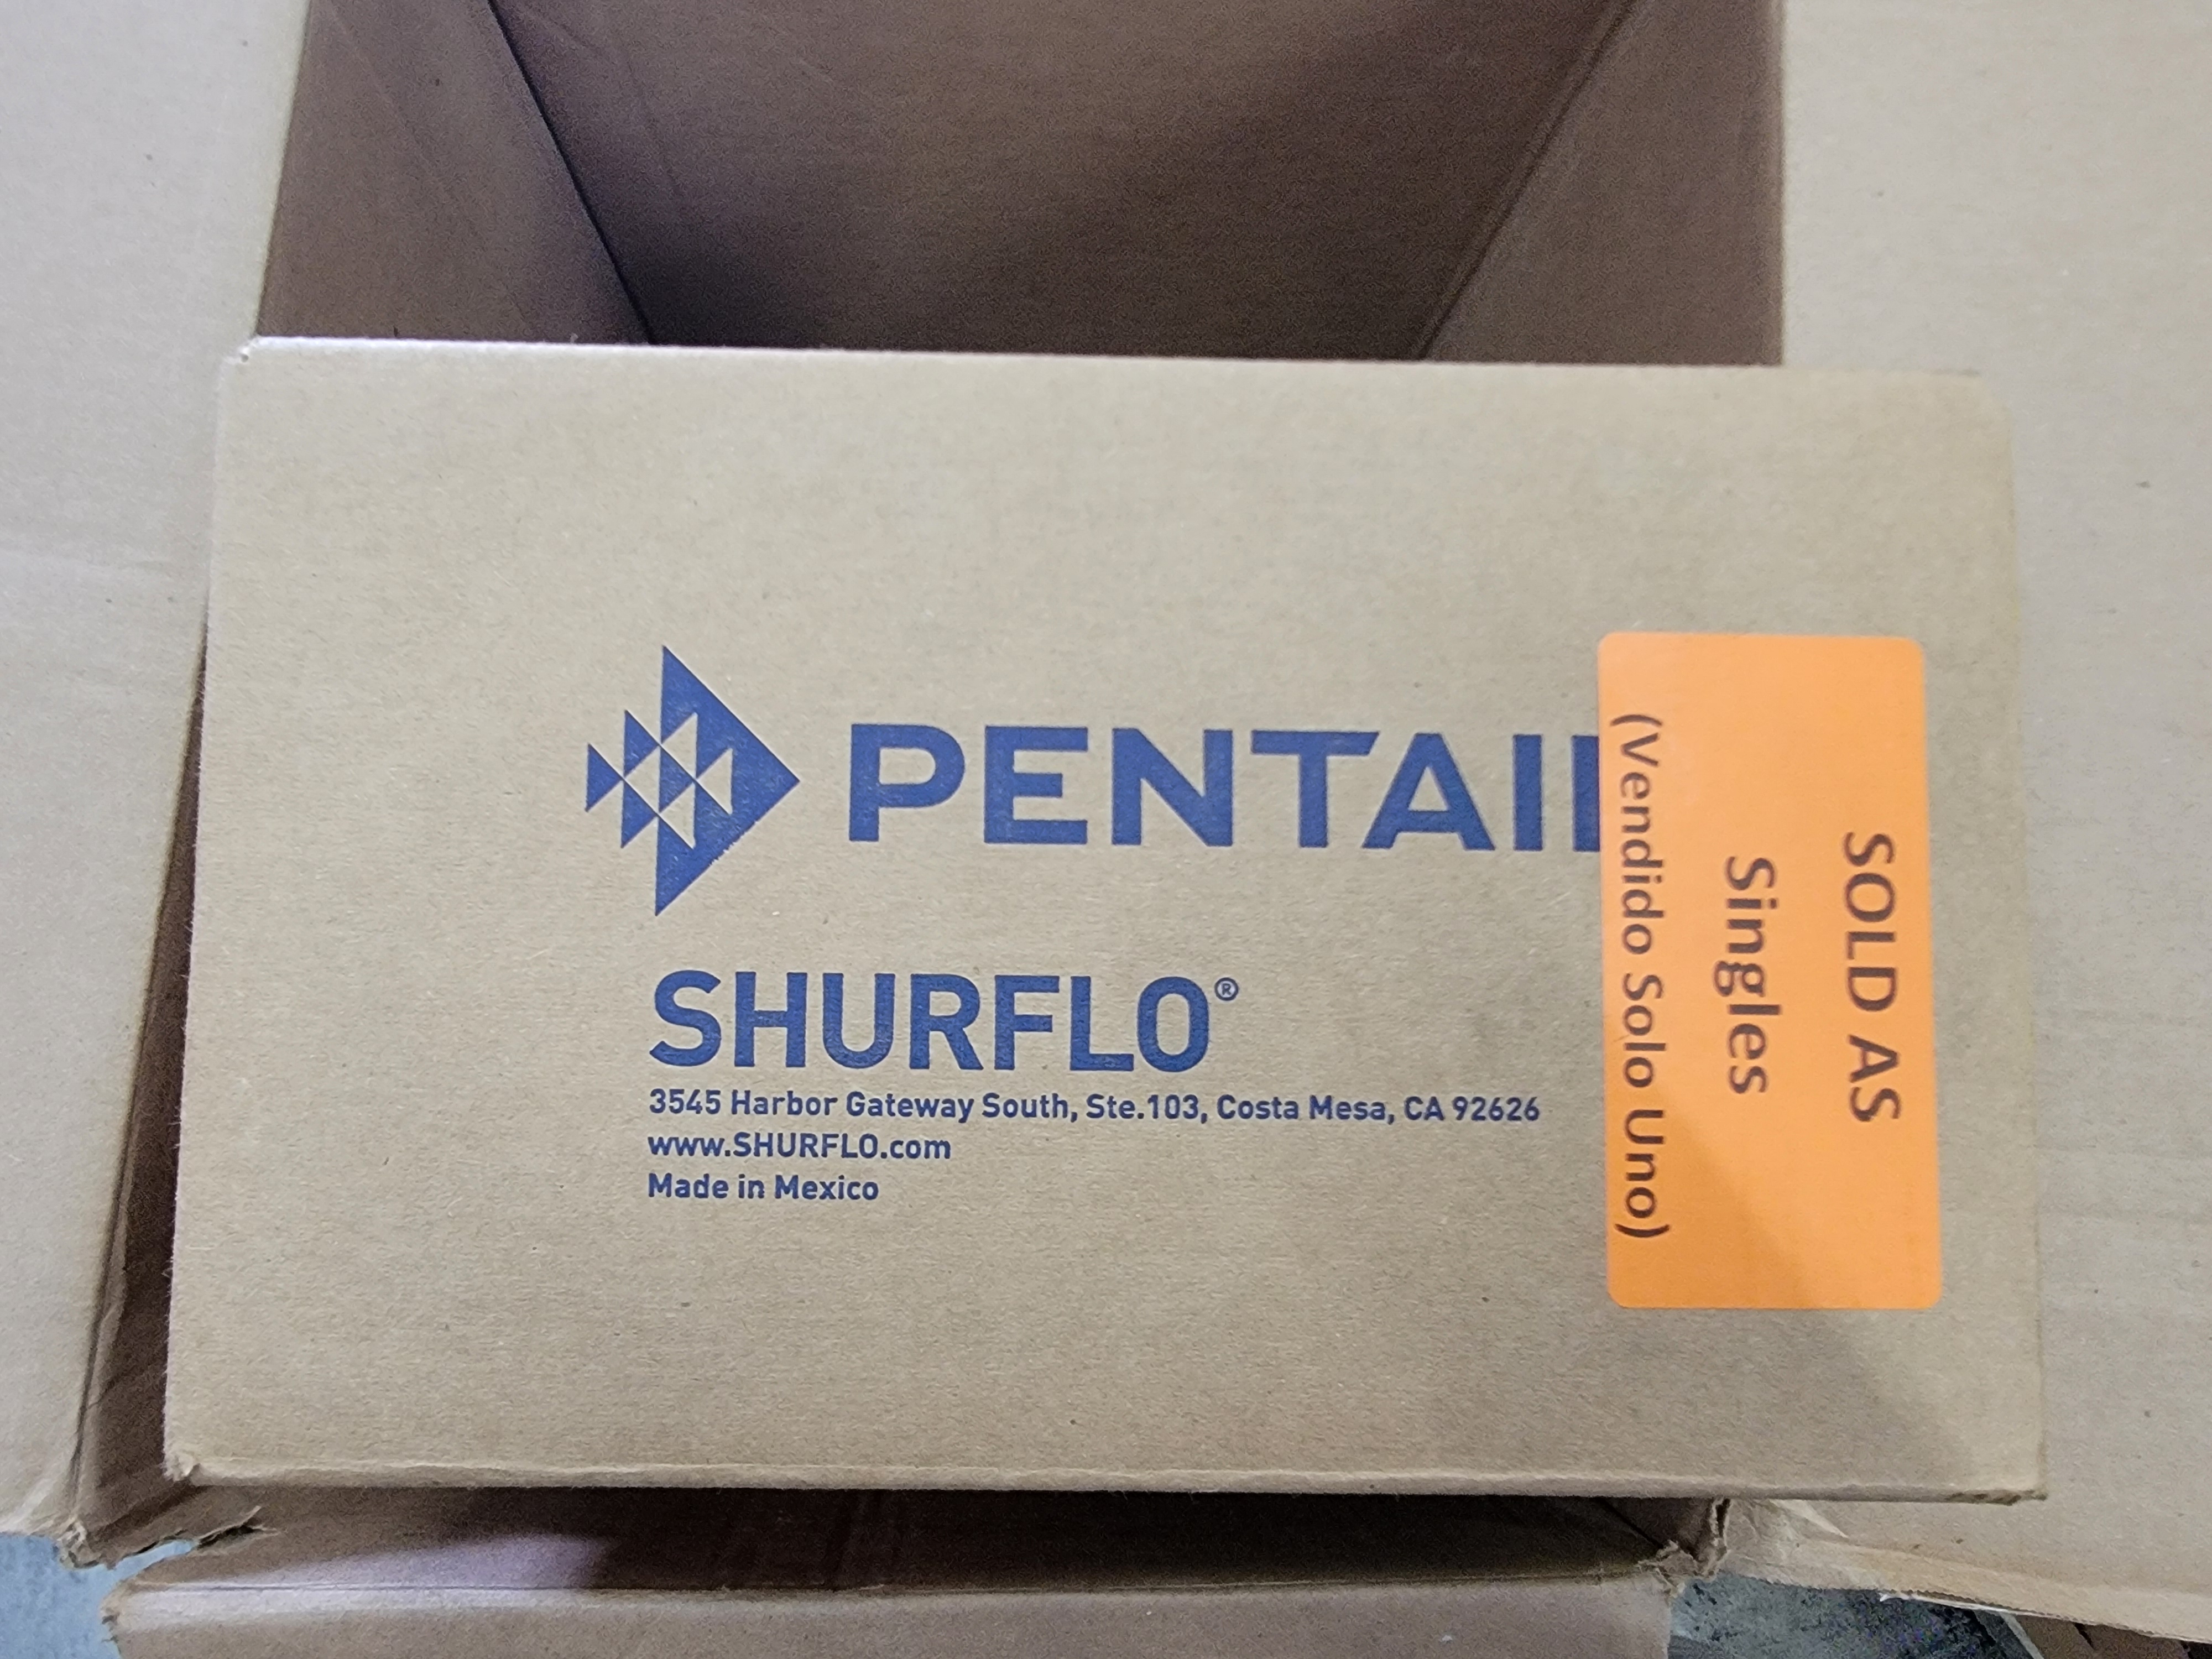 PENTAI
SHURFLO®
3545 Harbor Gateway South, Ste.103, Costa Mesa, CA 92626
www.SHURFLO.com
Made in Mexico
SOLD AS
Singles
(Vendido Solo Uno)